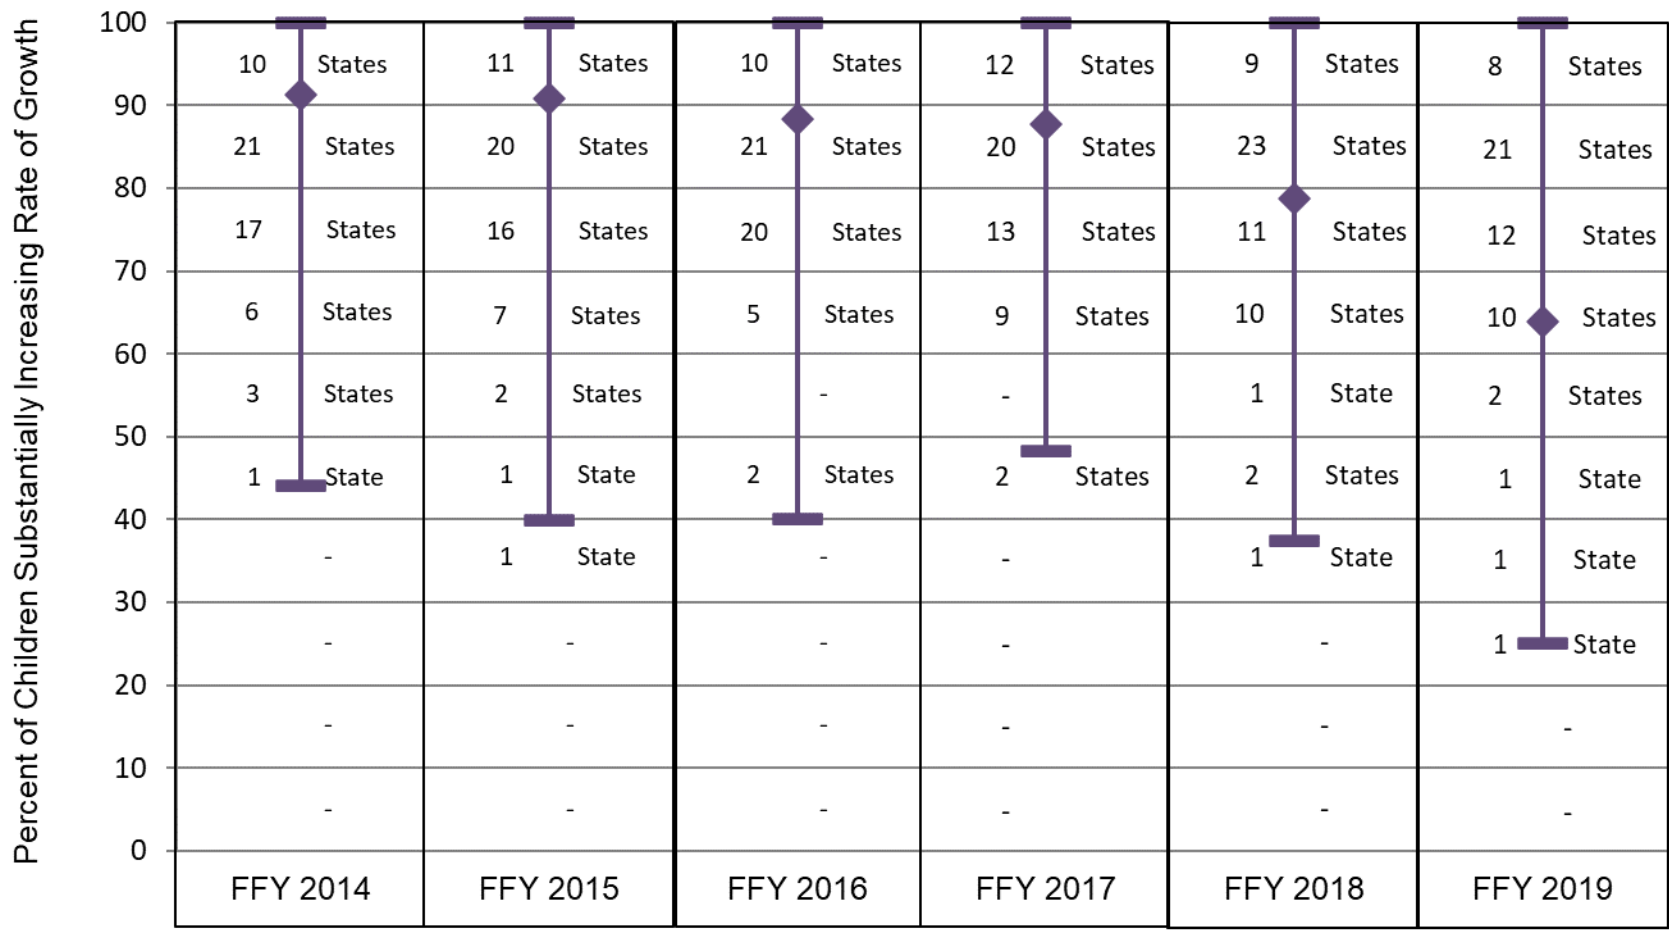 Percent of Children Substantially Increasing Rate of Growth
100
10 States 11 States 10 States 12 States 9 States 8 States
90
21 States 20 States 21 States 20 States 23 States 21 States
80
17 States 16 States 20 States 13 States 11 States 12 States
70
6 States 7 States 5 States 9 States 10 States 10 States
60
3 States 2 States - - 1 State 2 States
50
1 State 1 State 2 States 2 States 2 States 1 State
40
- 1 State - - 1 State 1 State
30
- - - - - 1 State
20
- - - - - -
10
- - - - - -
0
FFY 2014 FFY 2015 FFY 2016 FFY 2017 FFY 2018 FFY 2019